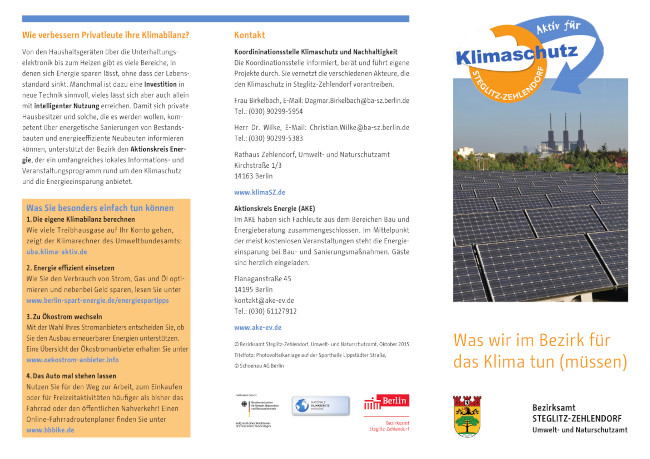 Wie verbessern Privatleute ihre Klimabilanz?
Von den Haushaltsgeräten über die Unterhaltungs-
elektronik bis zum Heizen gibt es viele Bereiche, in
denen sich Energie sparen lässt, ohne dass der Lebens-
standard sinkt. Manchmal ist dazu eine Investition in
neue Technik sinnvoll, vieles lässt sich aber auch allein
mit intelligenter Nutzung erreichen. Damit sich private
Hausbesitzer und solche, die es werden wollen, kom-
petent über energetische Sanierungen von Bestands-
bauten und energieeffiziente Neubauten informieren
können, unterstützt der Bezirk den Aktionskreis Ener-
gie, der ein umfangreiches lokales Informations- und
Veranstaltungsprogramm rund um den Klimaschutz
und die Energieeinsparung anbietet.
Was Sie besonders einfach tun können
1. Die eigene Klimabilanz berechnen
Wie viele Treibhausgase auf Ihr Konto gehen,
zeigt der Klimarechner des Umweltbundesamts:
uba.klima-aktiv.de
2. Energie effizient einsetzen
Wie Sie den Verbrauch von Strom, Gas und Öl opti-
mieren und nebenbei Geld sparen, lesen Sie unter
www.berlin-spart-energie.de/energiespartipps
3. Zu Ökostrom wechseln
Mit der Wahl Ihres Stromanbieters entscheiden Sie, ob
Sie den Ausbau erneuerbarer Energien unterstützen.
Eine Übersicht der Ökostromanbieter erhalten Sie unter
www.oekostrom-anbieter.info
4. Das Auto mal stehen lassen
Nutzen Sie für den Weg zur Arbeit, zum Einkaufen
oder für Freizeitaktivitäten häufiger als bisher das
Fahrrad oder den öffentlichen Nahverkehr! Einen
Online-Fahrradroutenplaner finden Sie unter
www.bbbike.de
Kontakt
Koordininationsstelle Klimaschutz und Nachhaltigkeit
Die Koordinationsstelle informiert, berät und führt eigene
Projekte durch. Sie vernetzt die verschiedenen Akteure, die
den Klimaschutz in Steglitz-Zehlendorf vorantreiben.
Frau Birkelbach, E-Mail: Dagmar.Birkelbach@ba-sz.berlin.de
Tel.: (030) 90299-5954
Herr Dr. Wilke, E-Mail: Christian.Wilke@ba-sz.berlin.de
Tel.: (030) 90299-5383
Rathaus Zehlendorf, Umwelt- und Naturschutzamt
Kirchstraße 1/3
14163 Berlin
www.klimaSZ.de
Aktionskreis Energie (AKE)
Im AKE haben sich Fachleute aus dem Bereichen Bau und
Energieberatung zusammengeschlossen. Im Mittelpunkt
der meist kostenlosen Veranstaltungen steht die Energie-
einsparung bei Bau- und Sanierungsmaßnahmen. Gäste
sind herzlich eingeladen.
Flanaganstraße 45
14195 Berlin
kontakt@ake-ev.de
Tel.: (030) 61127912
www.ake-ev.de
© Bezirksamt Steglitz-Zehlendorf, Umwelt- und Naturschutzamt, Oktober 2015
Titelfoto: Photovoltaikanlage auf der Sporthalle Lippstädter Straße,
© Schoenau AG Berlin
Berlin
Bezirksamt
Steglitz-Zehlendorf
Aktiv für
Klimaschutz
STEGLITZ-ZEHLENDORF
Was wir im Bezirk für
das Klima tun (müssen)
Bezirksamt
STEGLITZ-ZEHLENDORF
Umwelt- und Naturschutzamt